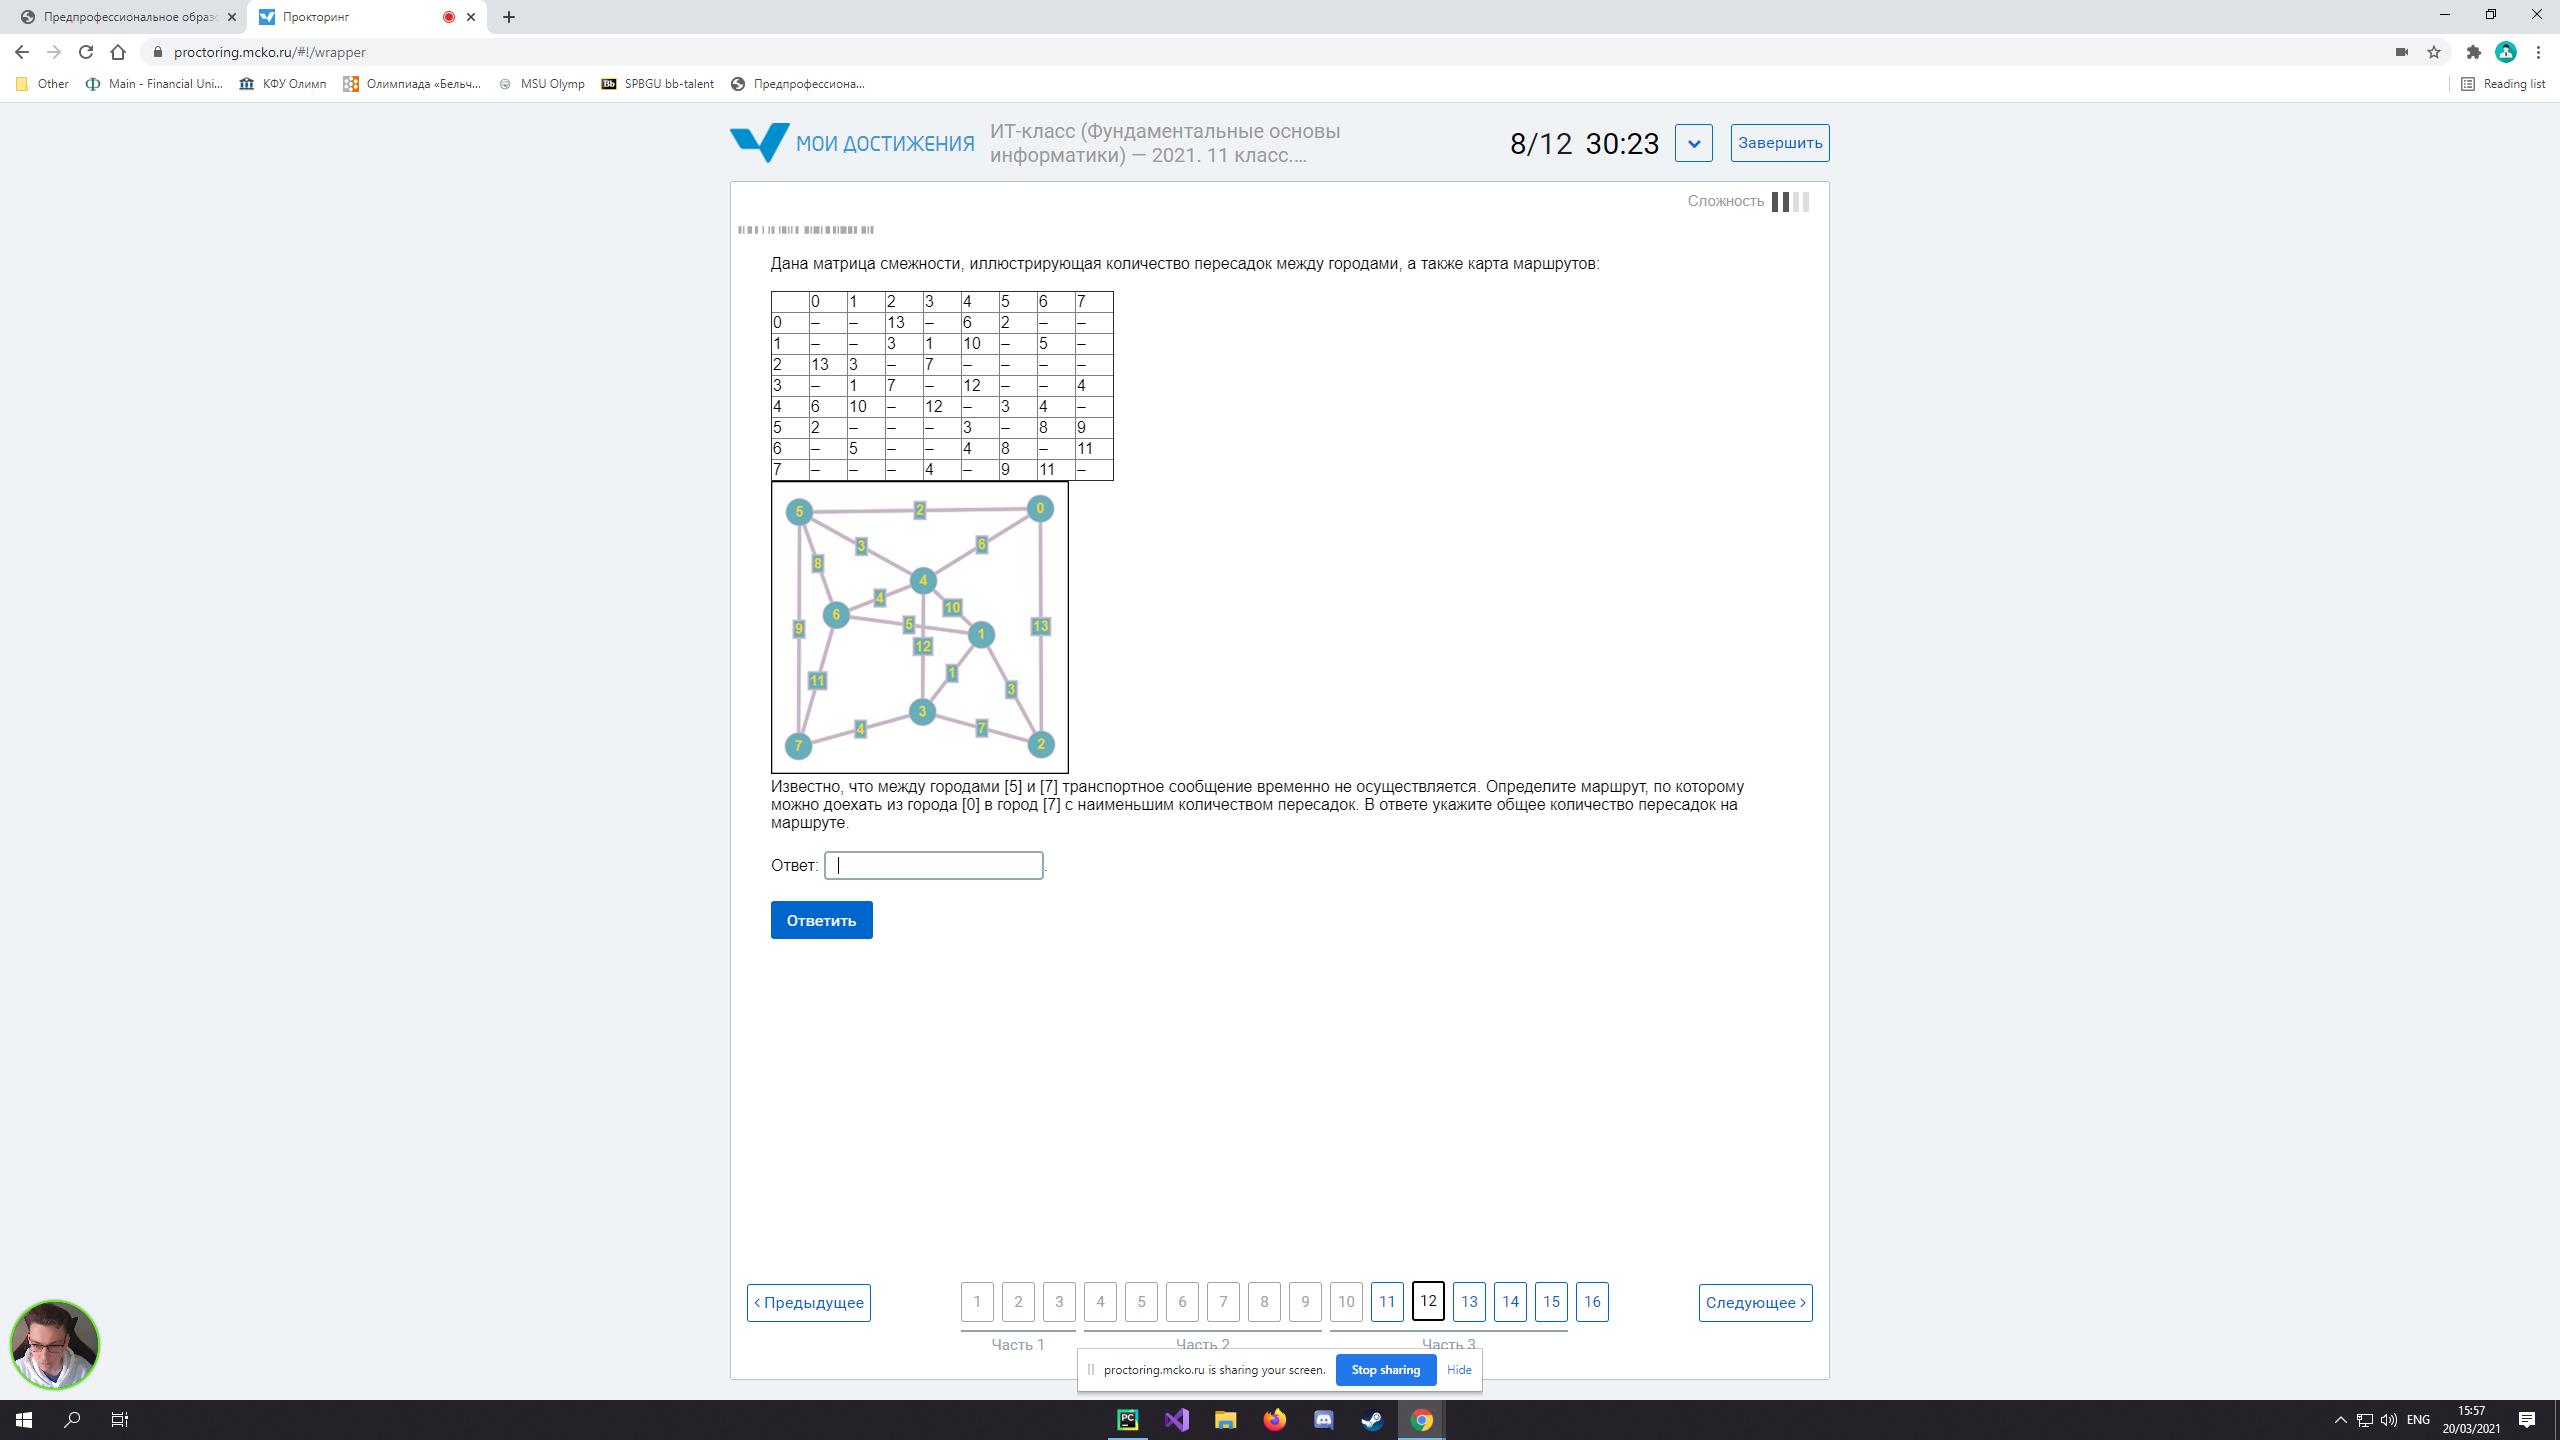 Предпрофессиональное образо
Прокторинг
proctoring.mcko.ru/#!/wrapper
Other
Main - Financial Uni...
КФУ Олимп
Олимпиада «Бельч...
MSU Olymp
Bb SPBGU bb-talent
Предпрофессиона...
Reading list
МОИ ДОСТИЖЕНИЯ
ИТ-класс (Фундаментальные основы
информатики) — 2021. 11 класс....
8/12 30:23
Завершить
Сложность
Дана матрица смежности, иллюстрирующая количество пересадок между городами, а также карта маршрутов:
0 1 2 3 4 5 6 7
0 – – 13 – 6 2 – –
1 – – 3 1 10 – 5 –
2 13 3 – 7 – – – –
3 – 1 7 – 12 – – 4
4 6 10 – 12 – 3 4 –
5 2 – – – 3 – 8 9
6 – 5 – – 4 8 – 11
7 – – – 4 – 9 11 –
5 2 0
3 6
8
4
4 10
6
9 5 1 13
12
1
11 3
3
4 7
7 2
Известно, что между городами [5] и [7] транспортное сообщение временно не осуществляется. Определите маршрут, по которому
можно доехать из города [0] в город [7] с наименьшим количеством пересадок. В ответе укажите общее количество пересадок на
маршруте.
Ответ: .
Ответить
‹ Предыдущее
1 2 3 4 5 6 7 8 9 10 11 12 13 14 15 16
Следующее ›
Часть 1 Часть 2 Часть 3
proctoring.mcko.ru is sharing your screen.
Stop sharing
Hide
PC
ENG
15:57
20/03/2021